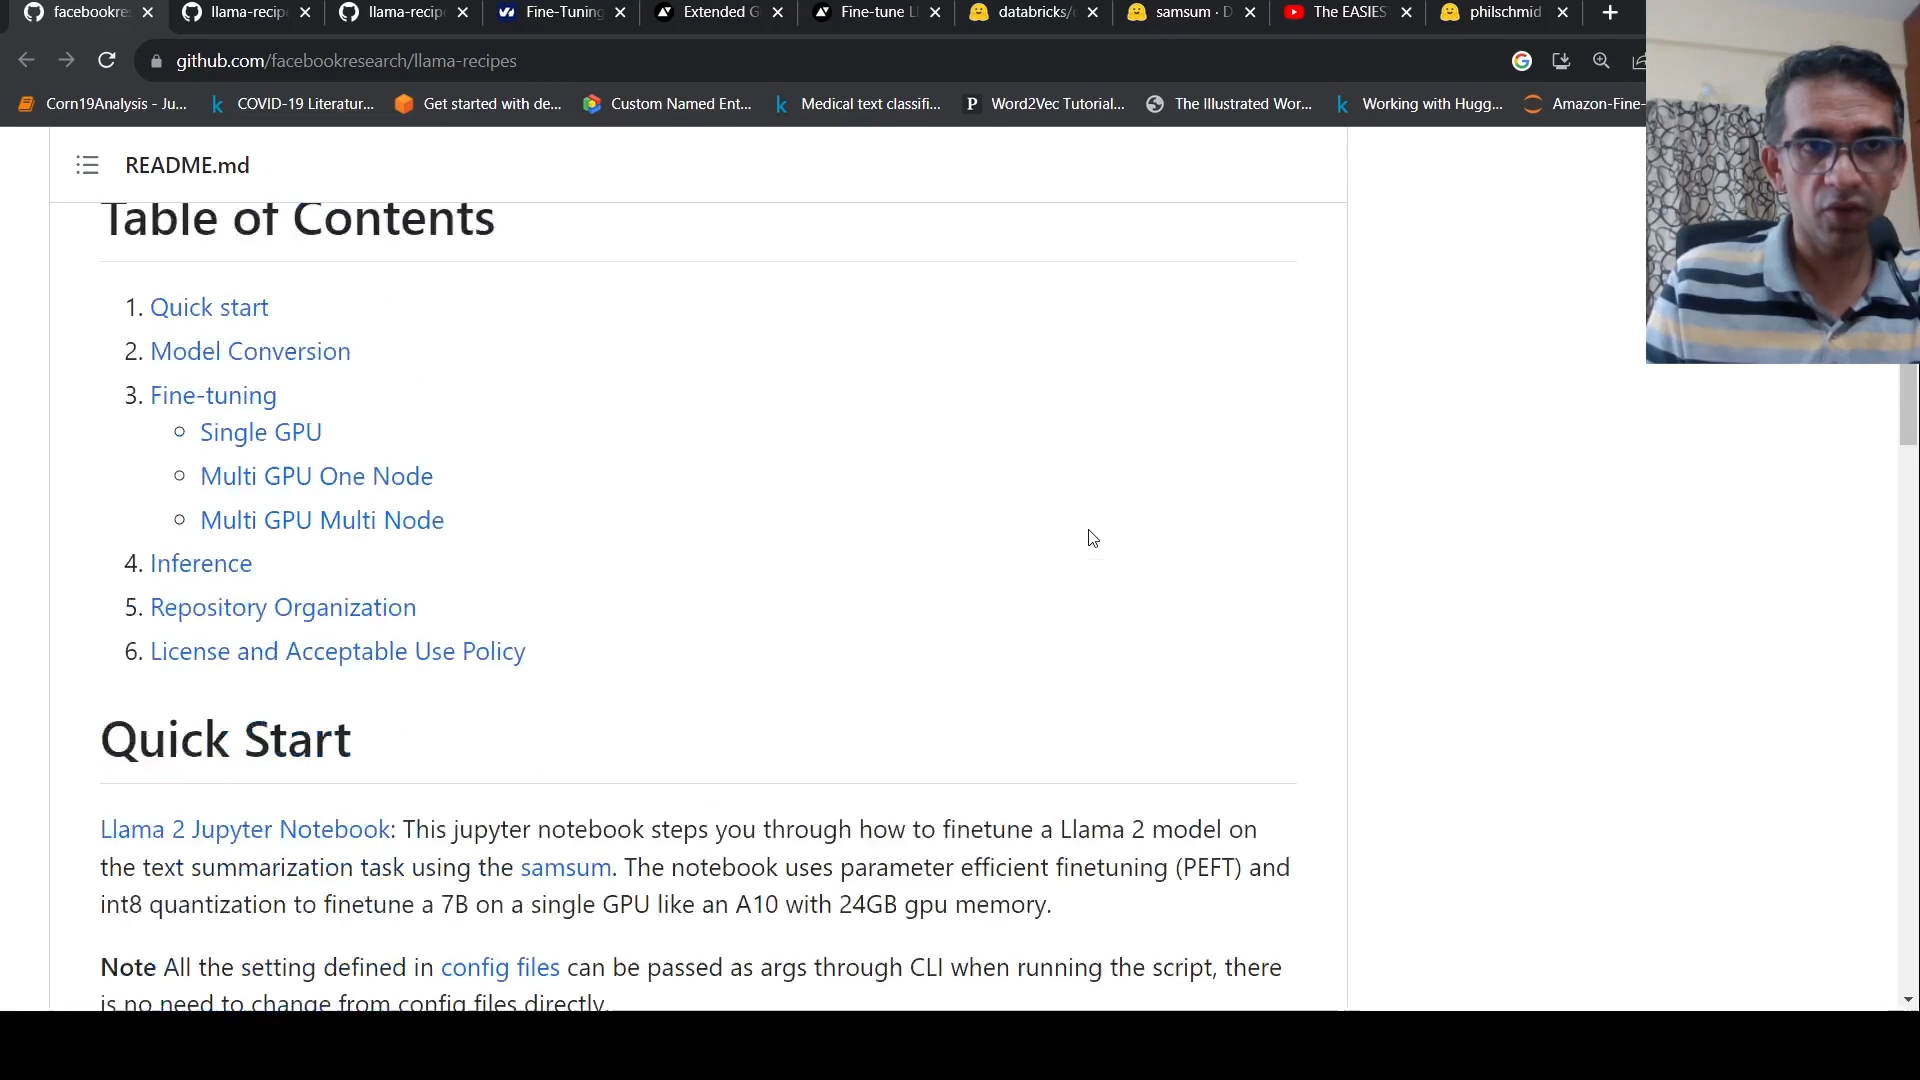 facebookre
llama-recip
llama-recip
Fine-Tuning
Extended G
Fine-tune L
databricks/
samsum · D
The EASIES
philschmid
github.com/facebookresearch/llama-recipes
Corn19Analysis - Ju...
COVID-19 Literatur...
Get started with de...
Custom Named Ent...
Medical text classifi...
Word2Vec Tutorial...
The Illustrated Wor...
Working with Hugg...
Amazon-Fine-
README.md
Table of Contents
1. Quick start
2. Model Conversion
3. Fine-tuning
Single GPU
Multi GPU One Node
Multi GPU Multi Node
4. Inference
5. Repository Organization
6. License and Acceptable Use Policy
Quick Start
Llama 2 Jupyter Notebook: This jupyter notebook steps you through how to finetune a Llama 2 model on
the text summarization task using the samsum. The notebook uses parameter efficient finetuning (PEFT) and
int8 quantization to finetune a 7B on a single GPU like an A10 with 24GB gpu memory.
Note All the setting defined in config files can be passed as args through CLI when running the script, there
is no need to change from config files directly.